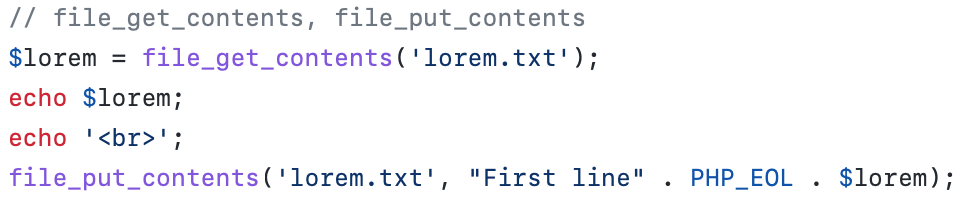 // file_get_contents, file_put_contents
$lorem = file_get_contents('lorem.txt');
echo $lorem;
echo '<br>';
file_put_contents('lorem.txt', "First line" . PHP_EOL . $lorem);